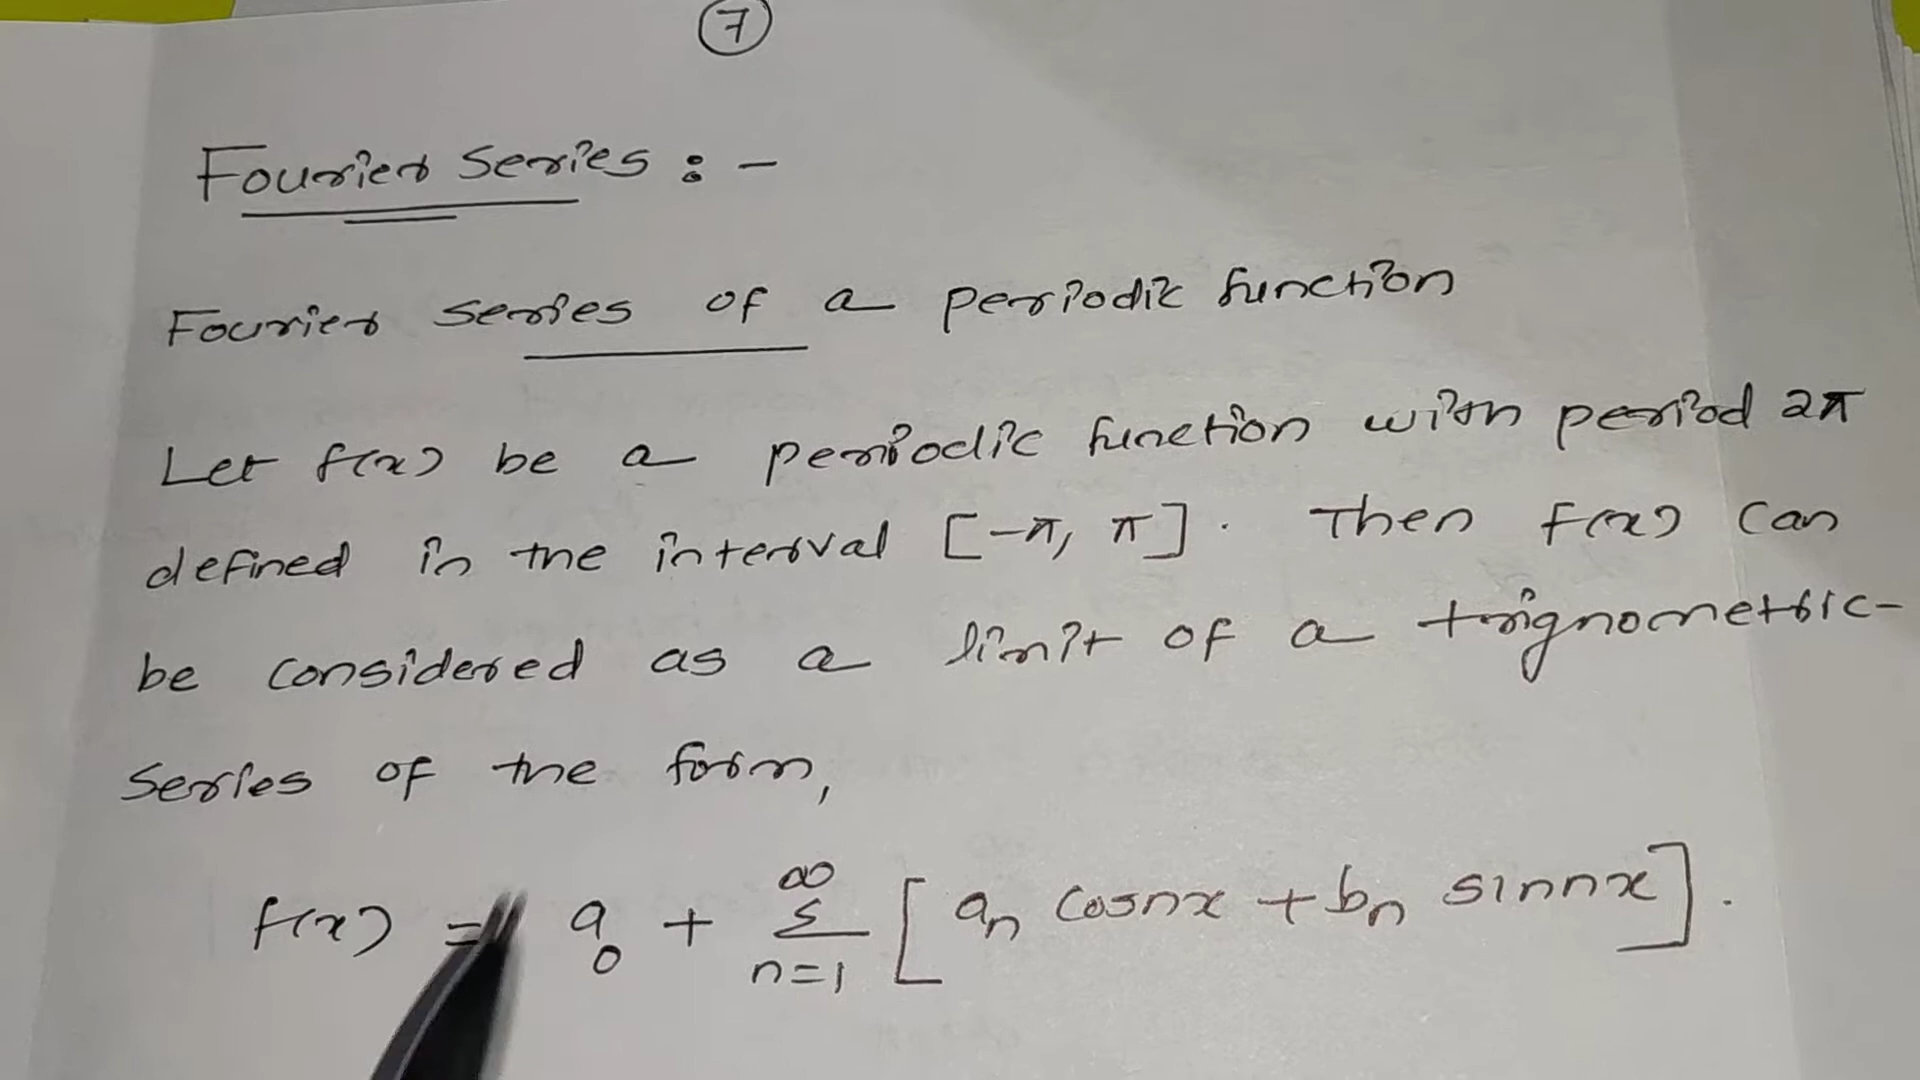 7
Fourier Series : -
Fourier series of a periodic function
Let f(x) be a periodic function with period 2π
defined in the interval [-π, π]. Then f(x) can
be considered as a limit of a trignometric-
Series of the form,
f(x) = a₀ + ∞ Σ n=1 [ aₙ cosnx + bₙ sinnx ].